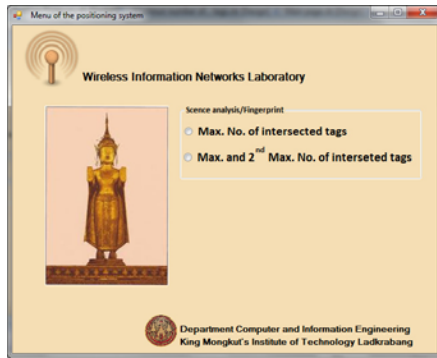 Menu of the positioning system
Wireless Information Networks Laboratory
Scence analysis/Fingerprint
Max. No. of intersected tags
Max. and 2nd Max. No. of interseted tags
Department Computer and Information Engineering
King Mongkut's Institute of Technology Ladkrabang